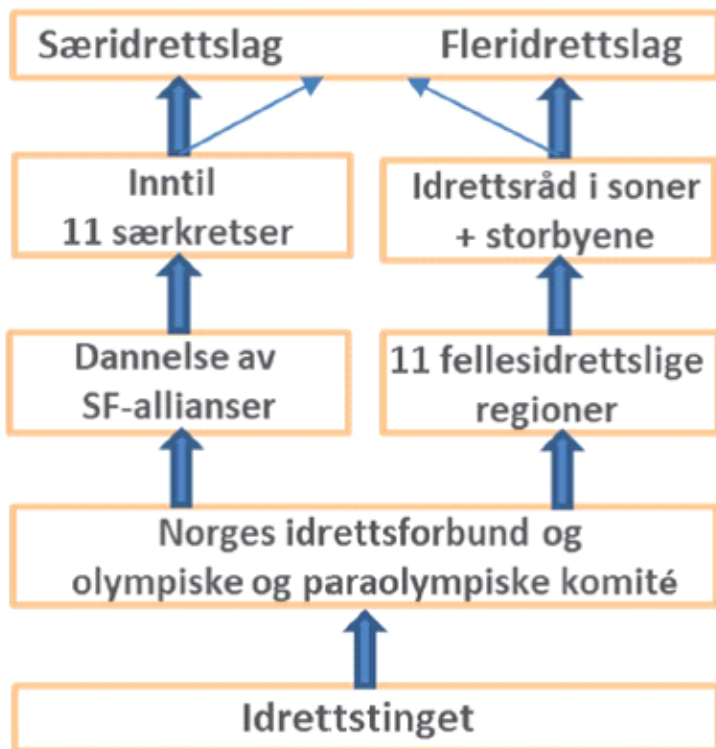 Særidrettslag Fleridrettslag
Inntil
11 særkretser
Idrettsråd i soner
+ storbyene
Dannelse av
SF-allianser
11 fellesidrettslige
regioner
Norges idrettsforbund og
olympiske og paraolympiske komité
Idrettstinget